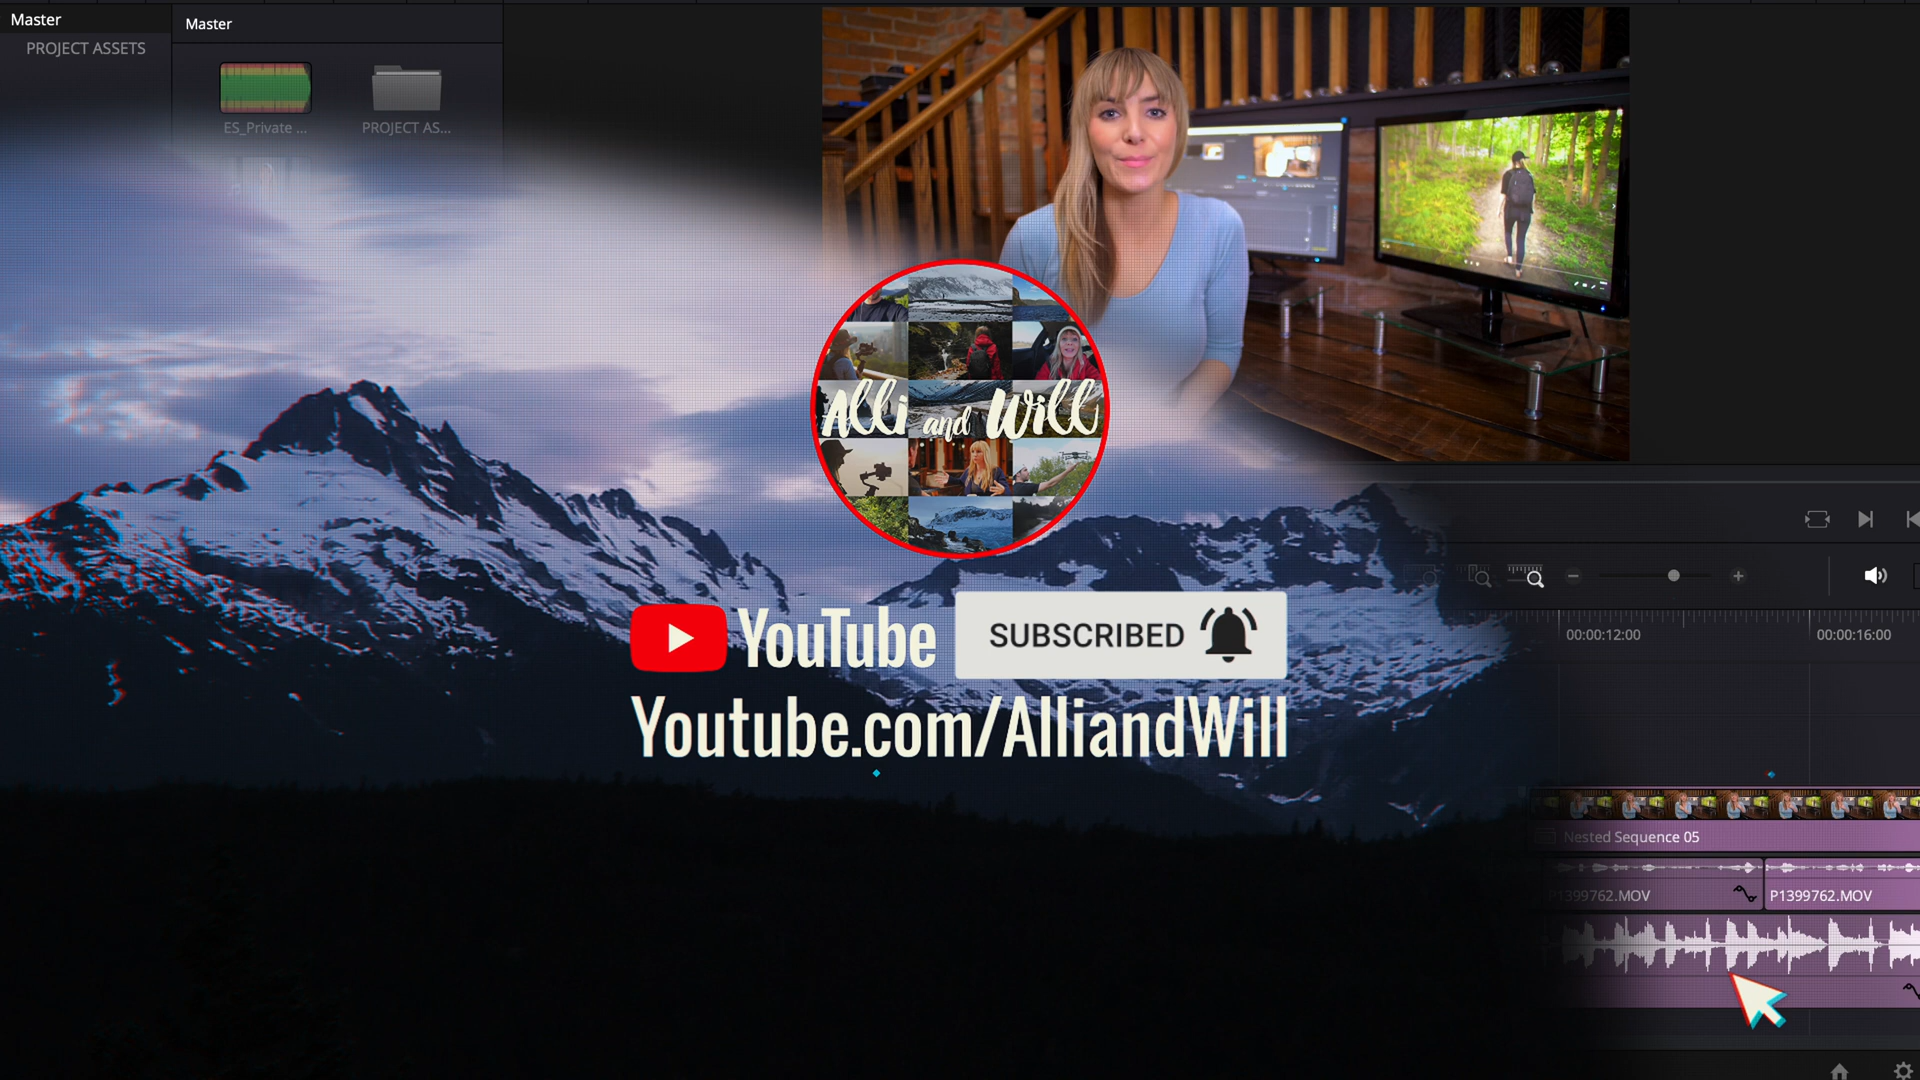 Master
Master
PROJECT ASSETS
ES_Private ...
PROJECT AS...
Alli and Will
YouTube
SUBSCRIBED
Youtube.com/AlliandWill
00:00:12:00
00:00:16:00
Nested Sequence 05
P1399762.MOV
P1399762.MOV